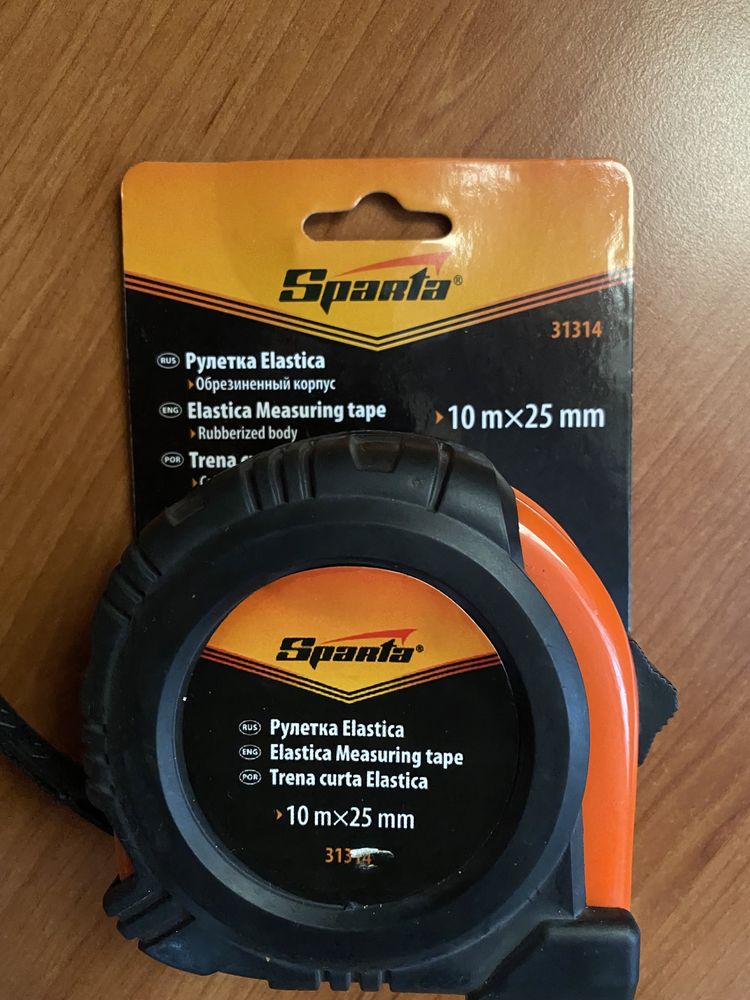 Sparta®
31314
RUS Рулетка Elastica
Обрезиненный корпус
ENG Elastica Measuring tape
Rubberized body
10 m×25 mm
POR Trena
Sparta®
RUS Рулетка Elastica
ENG Elastica Measuring tape
POR Trena curta Elastica
10 m×25 mm
31314